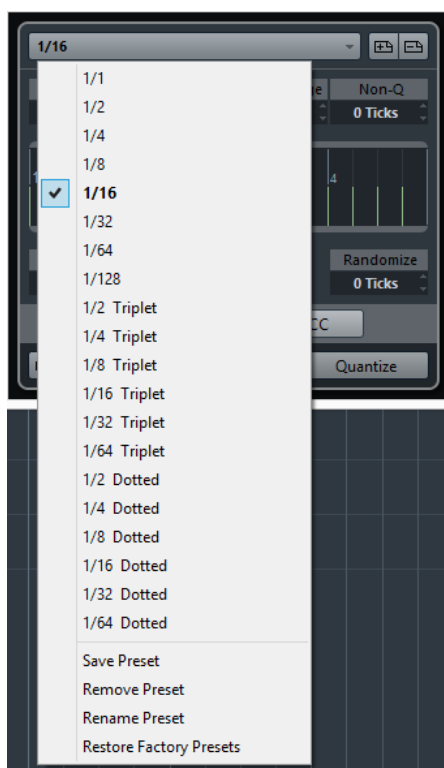 1/16
1/1
1/2
1/4
1/8
1/16
1/32
1/64
1/128
1/2 Triplet
1/4 Triplet
1/8 Triplet
1/16 Triplet
1/32 Triplet
1/64 Triplet
1/2 Dotted
1/4 Dotted
1/8 Dotted
1/16 Dotted
1/32 Dotted
1/64 Dotted
Save Preset
Remove Preset
Rename Preset
Restore Factory Presets
Non-Q
0 Ticks
1 4
Randomize
0 Ticks
CC
Quantize